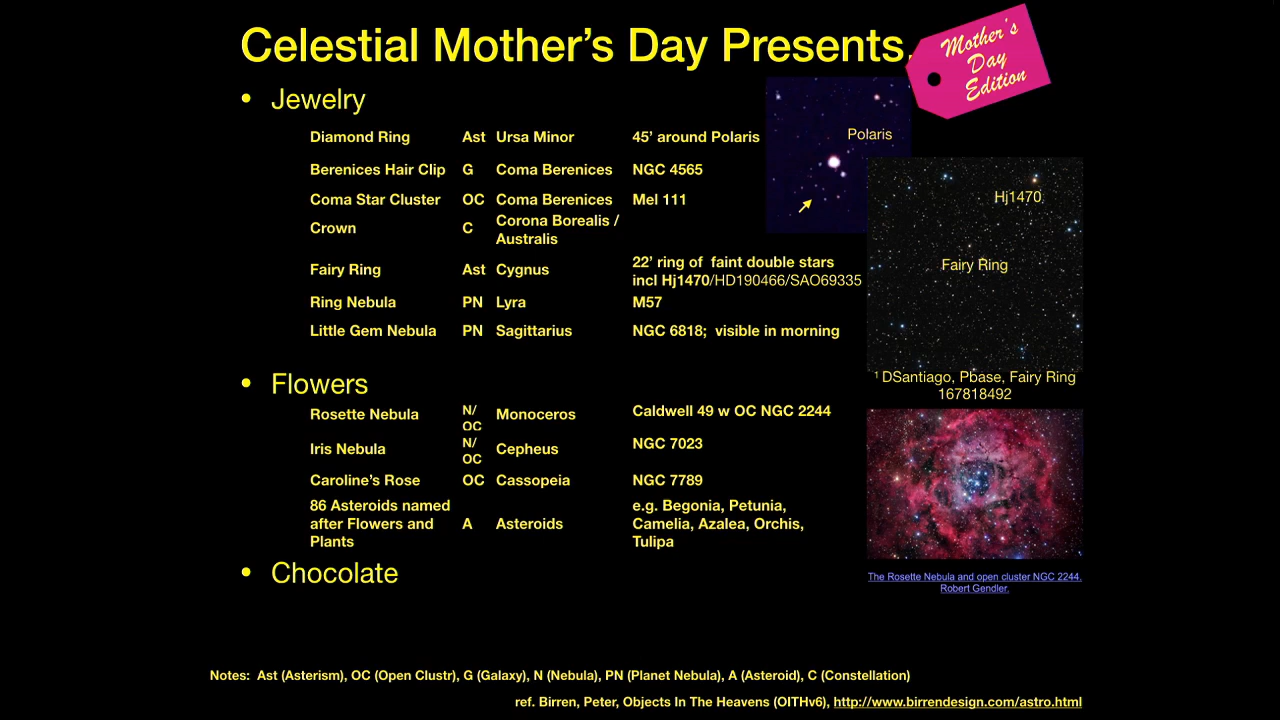 Celestial Mother’s Day Presents.
Mother's
Day
Edition
• Jewelry
Diamond Ring Ast Ursa Minor 45’ around Polaris
Berenices Hair Clip G Coma Berenices NGC 4565
Coma Star Cluster OC Coma Berenices Mel 111
Crown C Corona Borealis /
Australis
Fairy Ring Ast Cygnus 22’ ring of faint double stars
incl Hj1470/HD190466/SAO69335
Ring Nebula PN Lyra M57
Little Gem Nebula PN Sagittarius NGC 6818; visible in morning
Polaris
Hj1470
Fairy Ring
¹ DSantiago, Pbase, Fairy Ring
167818492
• Flowers
Rosette Nebula N/
OC Monoceros Caldwell 49 w OC NGC 2244
Iris Nebula N/
OC Cepheus NGC 7023
Caroline’s Rose OC Cassopeia NGC 7789
86 Asteroids named
after Flowers and
Plants A Asteroids e.g. Begonia, Petunia,
Camelia, Azalea, Orchis,
Tulipa
The Rosette Nebula and open cluster NGC 2244.
Robert Gendler.
• Chocolate
Notes: Ast (Asterism), OC (Open Clustr), G (Galaxy), N (Nebula), PN (Planet Nebula), A (Asteroid), C (Constellation)
ref. Birren, Peter, Objects In The Heavens (OITHv6), http://www.birrendesign.com/astro.html